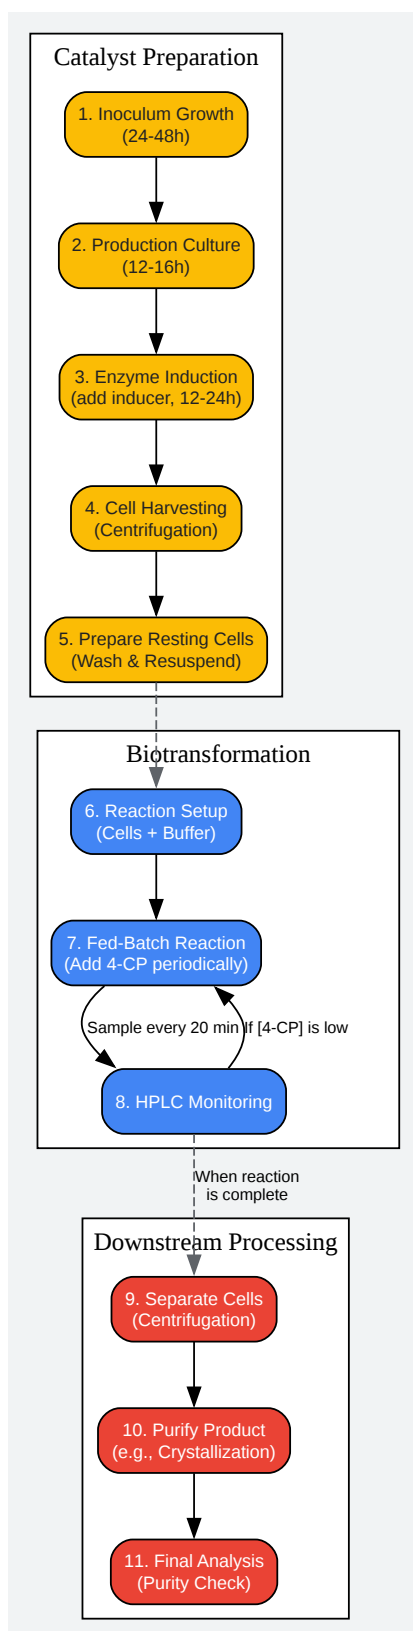 Catalyst Preparation
1. Inoculum Growth
(24-48h)
2. Production Culture
(12-16h)
3. Enzyme Induction
(add inducer, 12-24h)
4. Cell Harvesting
(Centrifugation)
5. Prepare Resting Cells
(Wash & Resuspend)
Biotransformation
6. Reaction Setup
(Cells + Buffer)
7. Fed-Batch Reaction
(Add 4-CP periodically)
Sample every 20 min
If [4-CP] is low
8. HPLC Monitoring
When reaction
is complete
Downstream Processing
9. Separate Cells
(Centrifugation)
10. Purify Product
(e.g., Crystallization)
11. Final Analysis
(Purity Check)